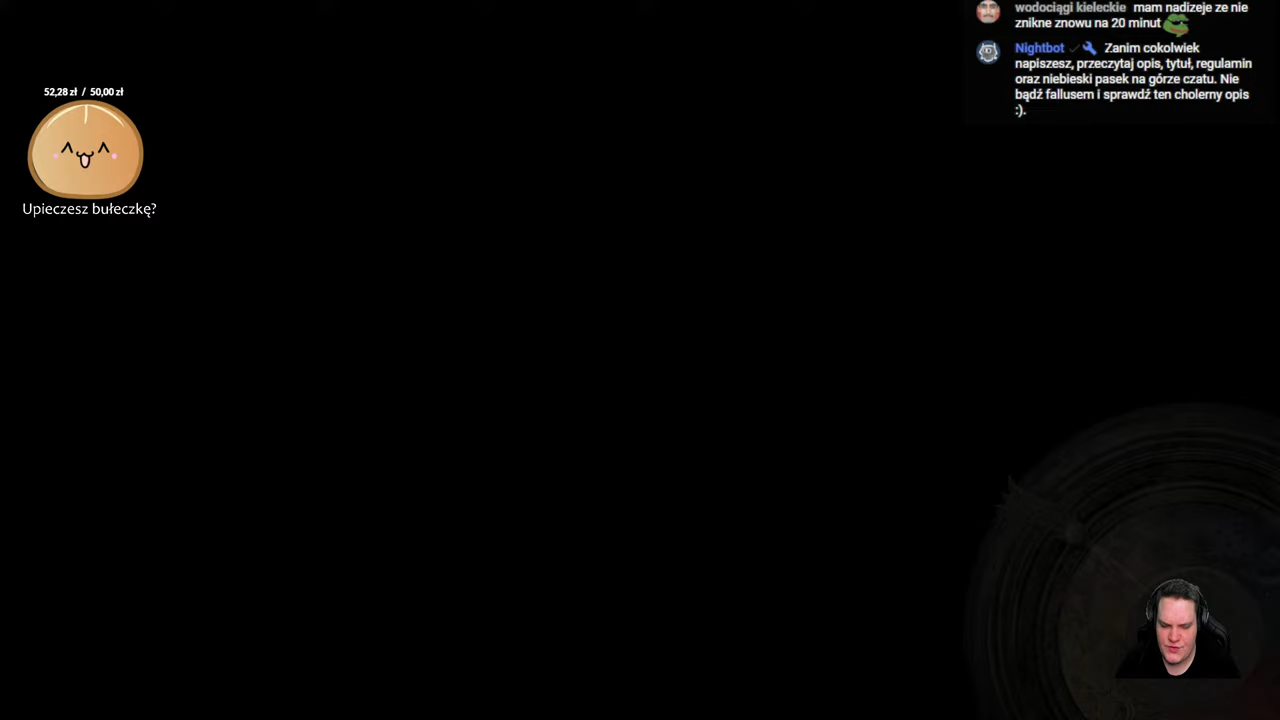 52,28 zł / 50,00 zł
Upieczesz bułeczkę?
wodociągi kieleckie mam nadizeje ze nie
znikne znowu na 20 minut
Nightbot Zanim cokolwiek
napiszesz, przeczytaj opis, tytuł, regulamin
oraz niebieski pasek na górze czatu. Nie
bądź fallusem i sprawdź ten cholerny opis
:).